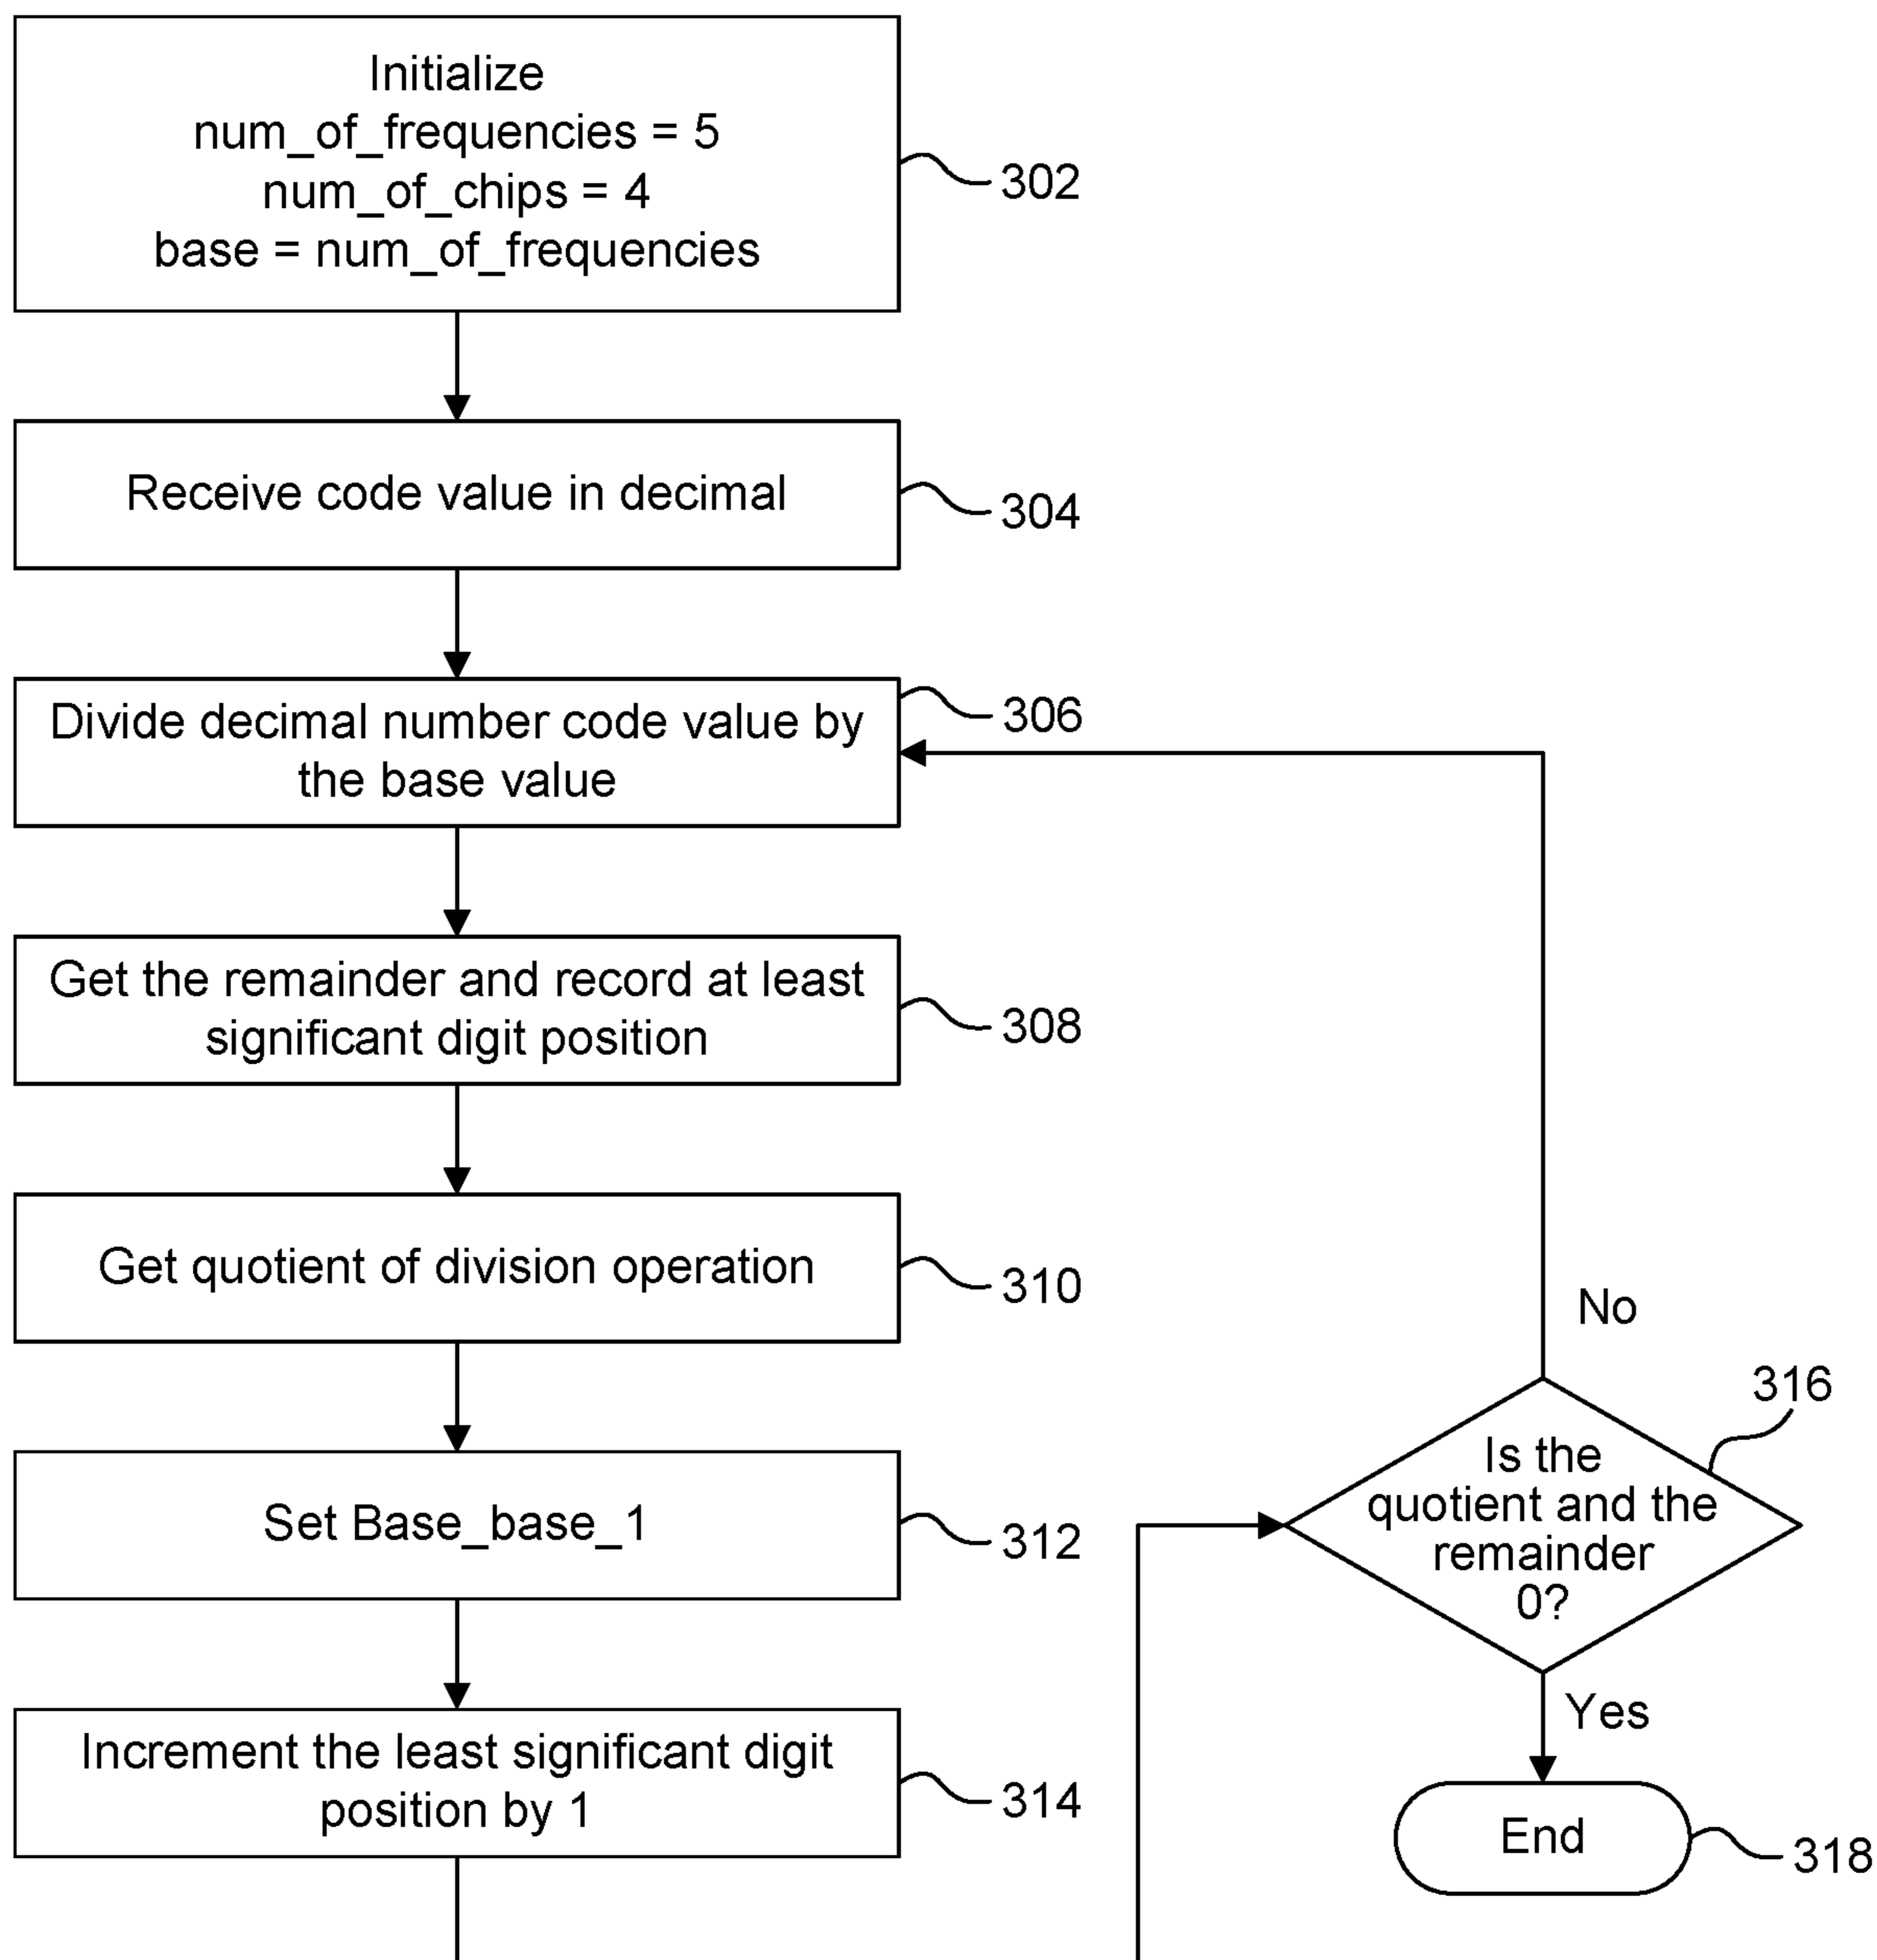 Initialize
num_of_frequencies = 5
num_of_chips = 4
base = num_of_frequencies
302
Receive code value in decimal
304
Divide decimal number code value by
the base value
306
Get the remainder and record at least
significant digit position
308
Get quotient of division operation
310
Set Base_base_1
312
Increment the least significant digit
position by 1
314
No
316
Is the
quotient and the
remainder
0?
Yes
End
318